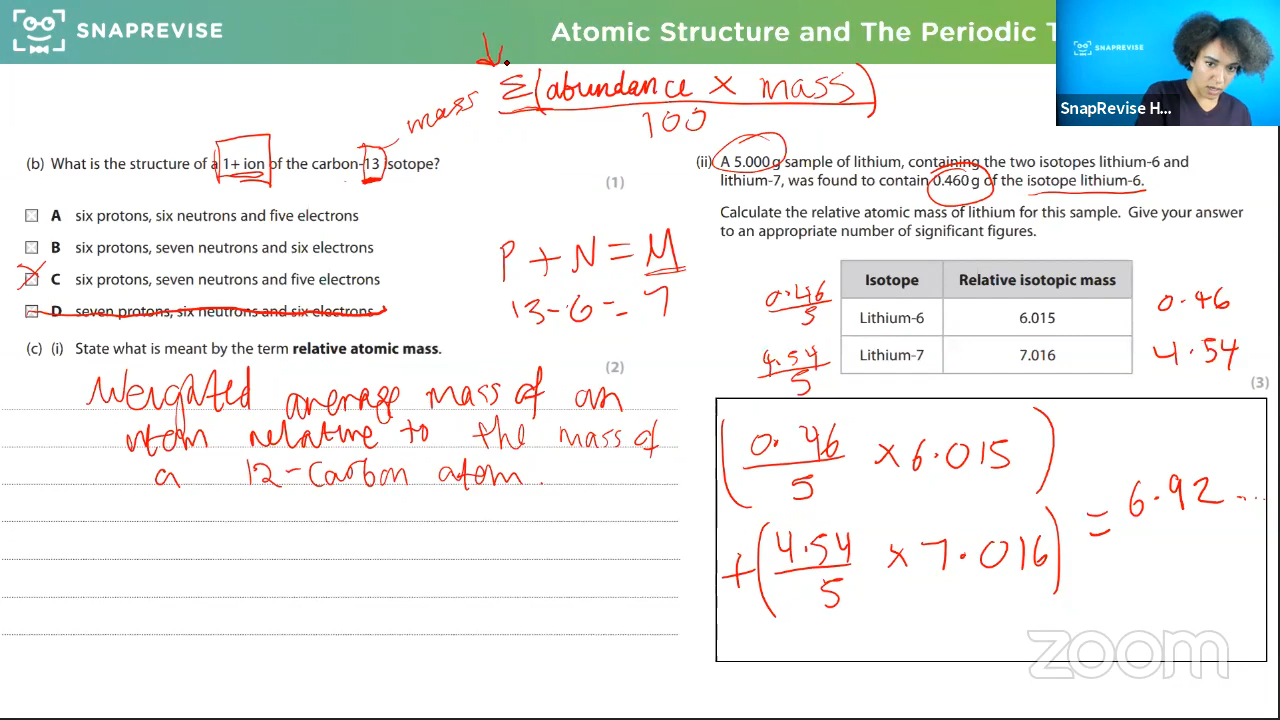 SNAPREVISE
Atomic Structure and The Periodic T
SNAPREVISE
SnapRevise H...
Σ(abundance × mass)
100
mass
(b) What is the structure of a 1+ ion of the carbon-13 isotope?
(1)
A six protons, six neutrons and five electrons
B six protons, seven neutrons and six electrons
C six protons, seven neutrons and five electrons
D seven protons, six neutrons and six electrons
P + N = M
13-6= 7
(c) (i) State what is meant by the term relative atomic mass.
(2)
Weighted average mass of an
atom relative to the mass of
a 12-Carbon atom.
(ii) A 5.000 g sample of lithium, containing the two isotopes lithium-6 and
lithium-7, was found to contain 0.460 g of the isotope lithium-6.
Calculate the relative atomic mass of lithium for this sample. Give your answer
to an appropriate number of significant figures.
Isotope Relative isotopic mass
0.46
5
Lithium-6 6.015
0.46
4.54
5
Lithium-7 7.016
4.54
(3)
(0.46
5
× 6.015)
+ (4.54
5
× 7.016)
= 6.92...
zoom